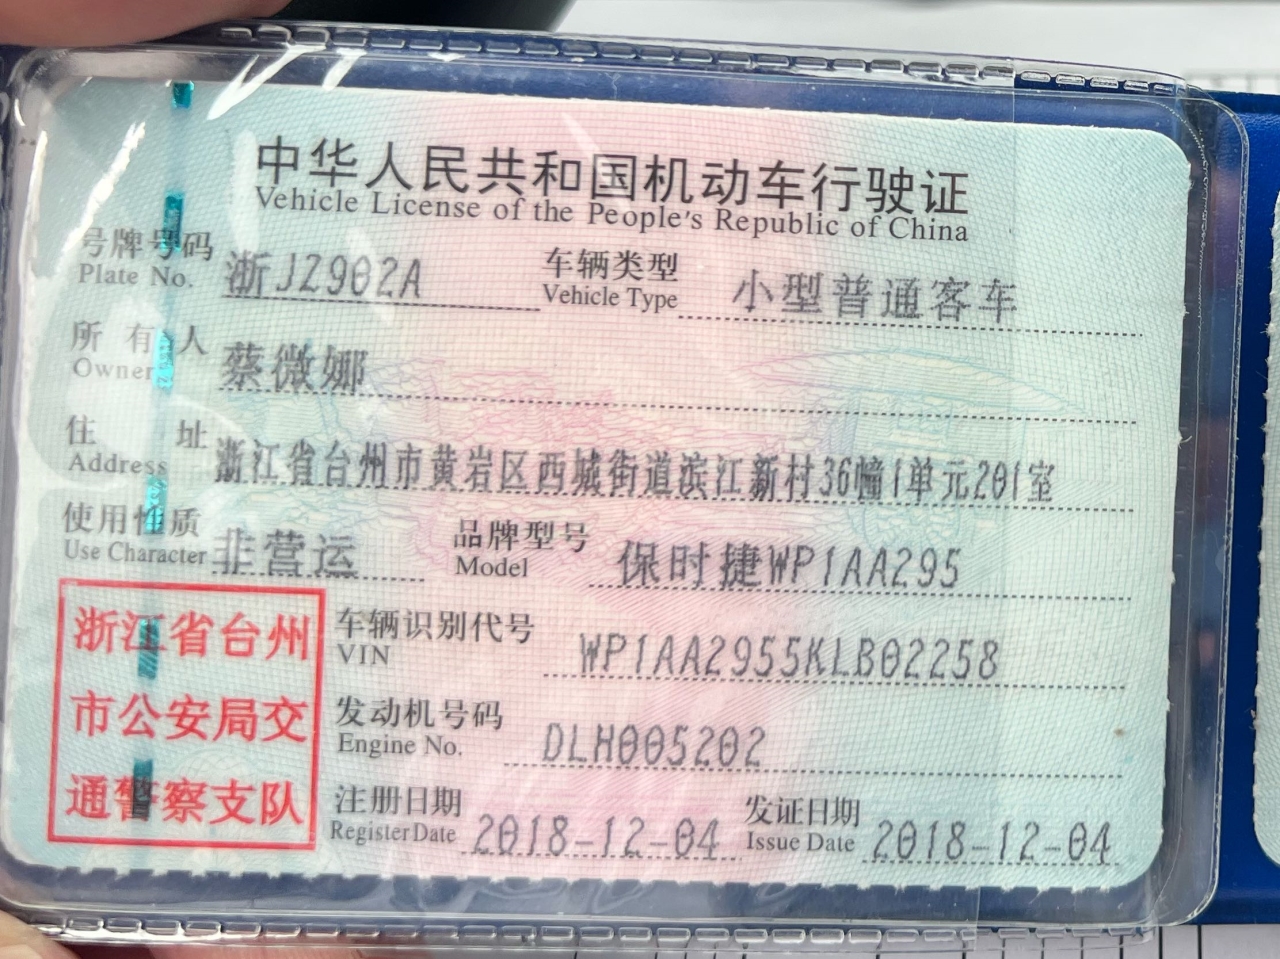 中华人民共和国机动车行驶证
Vehicle License of the People's Republic of China
号牌号码 浙JZ902A 车辆类型 小型普通客车
Plate No. Vehicle Type
所有人 蔡微娜
Owner
住址 浙江省台州市黄岩区西城街道滨江新村36幢1单元201室
Address
使用性质 非营运 品牌型号 保时捷WP1AA295
Use Character Model
浙江省台州
市公安局交
通警察支队
车辆识别代号 WP1AA2955KLB02258
VIN
发动机号码 DLH005202
Engine No.
注册日期 2018-12-04 发证日期 2018-12-04
Register Date Issue Date